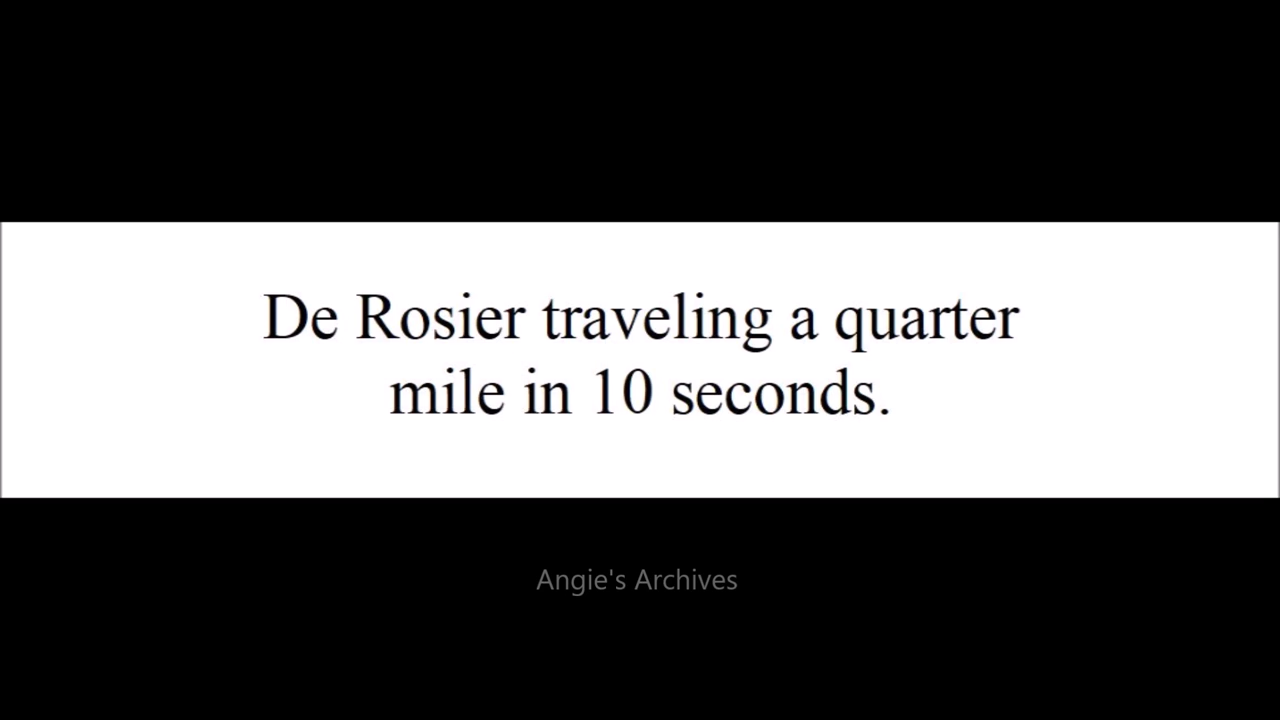 De Rosier traveling a quarter
mile in 10 seconds.
Angie's Archives